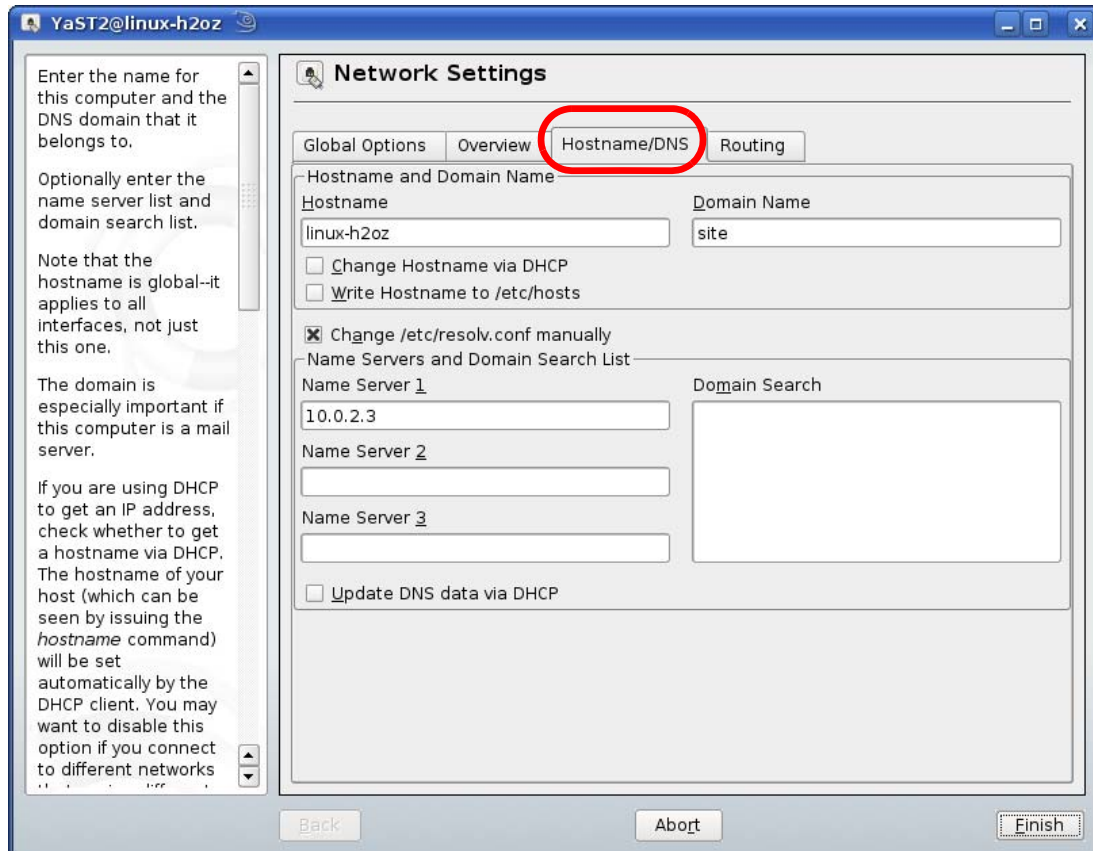 YaST2@linux-h2oz
Enter the name for
this computer and the
DNS domain that it
belongs to.
Optionally enter the
name server list and
domain search list.
Note that the
hostname is global--it
applies to all
interfaces, not just
this one.
The domain is
especially important if
this computer is a mail
server.
If you are using DHCP
to get an IP address,
check whether to get
a hostname via DHCP.
The hostname of your
host (which can be
seen by issuing the
hostname command)
will be set
automatically by the
DHCP client. You may
want to disable this
option if you connect
to different networks
Network Settings
Global Options
Overview
Hostname/DNS
Routing
Hostname and Domain Name
Hostname
Domain Name
linux-h2oz
site
Change Hostname via DHCP
Write Hostname to /etc/hosts
Change /etc/resolv.conf manually
Name Servers and Domain Search List
Name Server 1
Domain Search
10.0.2.3
Name Server 2
Name Server 3
Update DNS data via DHCP
Back
Abort
Finish